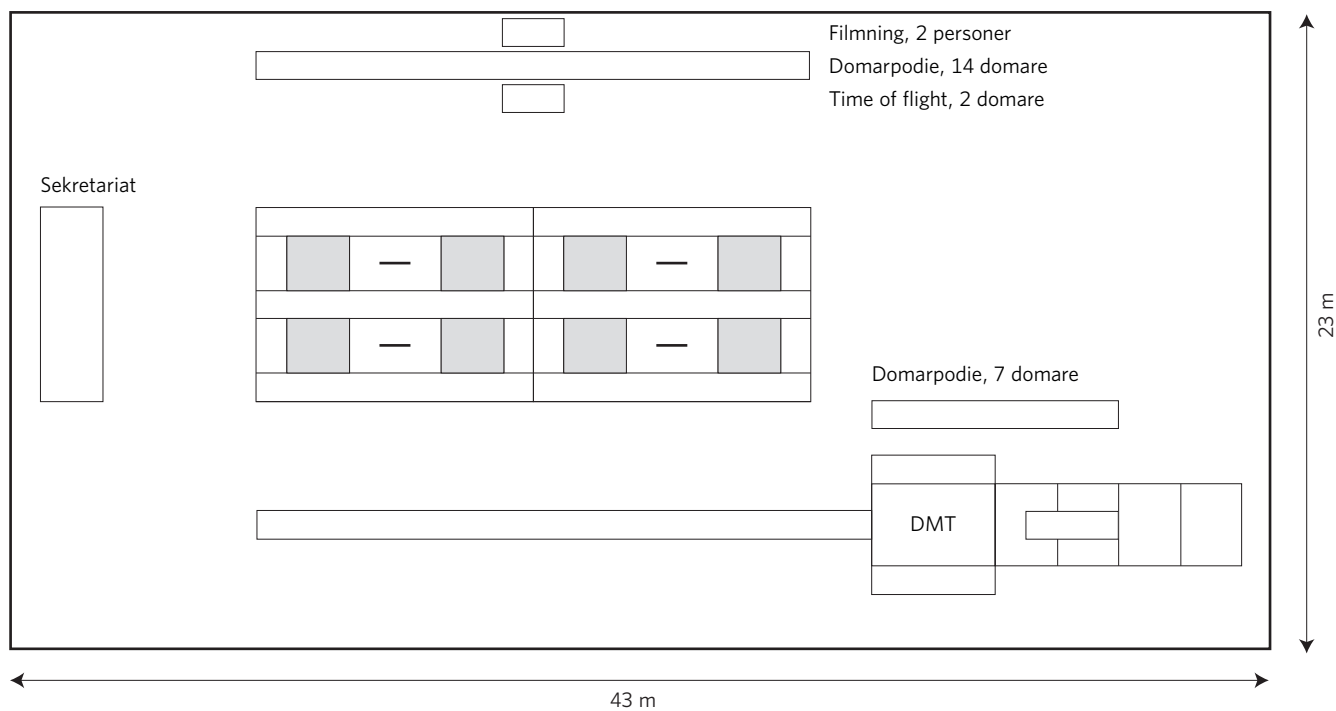 Filmning, 2 personer
Domarpodie, 14 domare
Time of flight, 2 domare
Sekretariat
23 m
Domarpodie, 7 domare
DMT
43 m